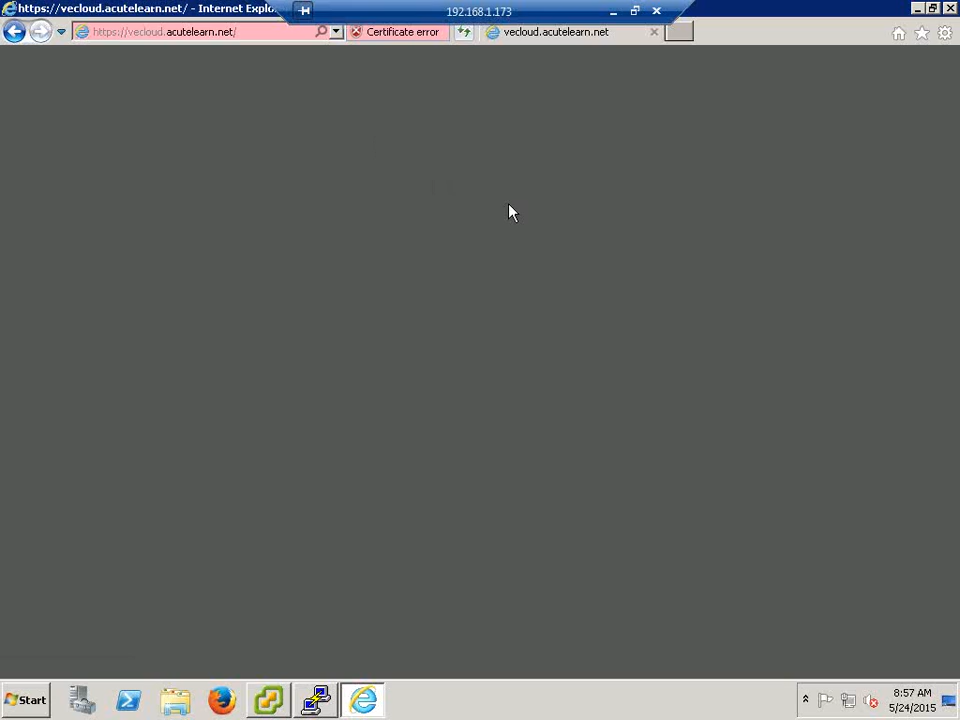 https://vecloud.acutelearn.net/ - Internet Explo
192.168.1.173
https://vecloud.acutelearn.net/
Certificate error
vecloud.acutelearn.net
Start
8:57 AM
5/24/2015